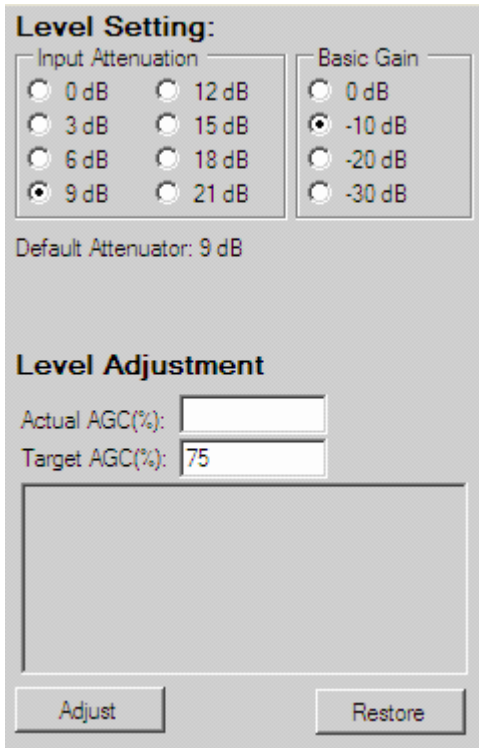 Level Setting:
Input Attenuation Basic Gain
0 dB 12 dB 0 dB
3 dB 15 dB -10 dB
6 dB 18 dB -20 dB
9 dB 21 dB -30 dB
Default Attenuator: 9 dB
Level Adjustment
Actual AGC(%):
Target AGC(%): 75
Adjust Restore